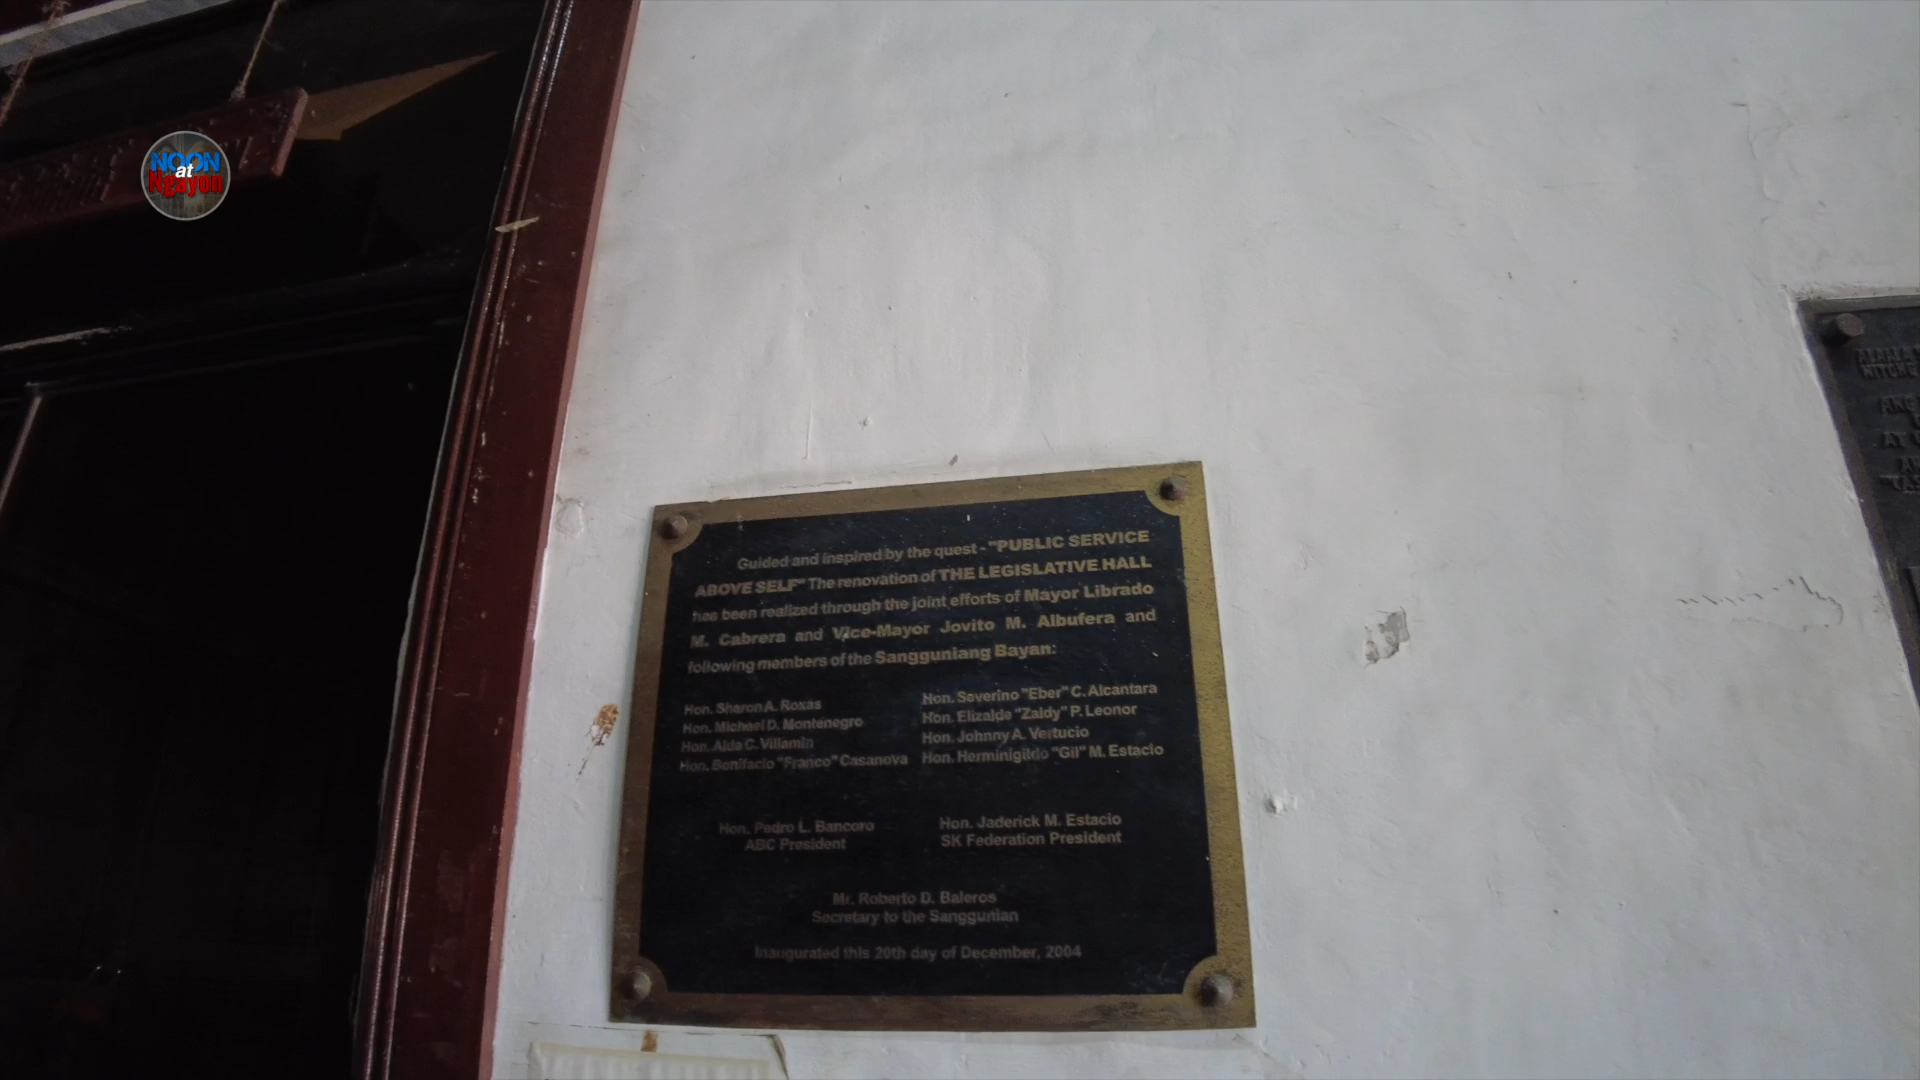 NOON
at
Ngayon
Guided and inspired by the quest - "PUBLIC SERVICE
ABOVE SELF" The renovation of THE LEGISLATIVE HALL
has been realized through the joint efforts of Mayor Librado
M. Cabrera and Vice-Mayor Jovito M. Albufera and
following members of the Sangguniang Bayan:
Hon. Sharon A. Roxas
Hon. Michael D. Montenegro
Hon. Alda C. Villamin
Hon. Bonifacio "Franco" Casanova
Hon. Severino "Eber" C. Alcantara
Hon. Elizalde "Zaldy" P. Leonor
Hon. Johnny A. Vertucio
Hon. Herminigildo "Gil" M. Estacio
Hon. Pedro L. Bancoro
ABC President
Hon. Jaderick M. Estacio
SK Federation President
Mr. Roberto D. Baleros
Secretary to the Sanggunian
Inaugurated this 20th day of December, 2004
ANG
AT